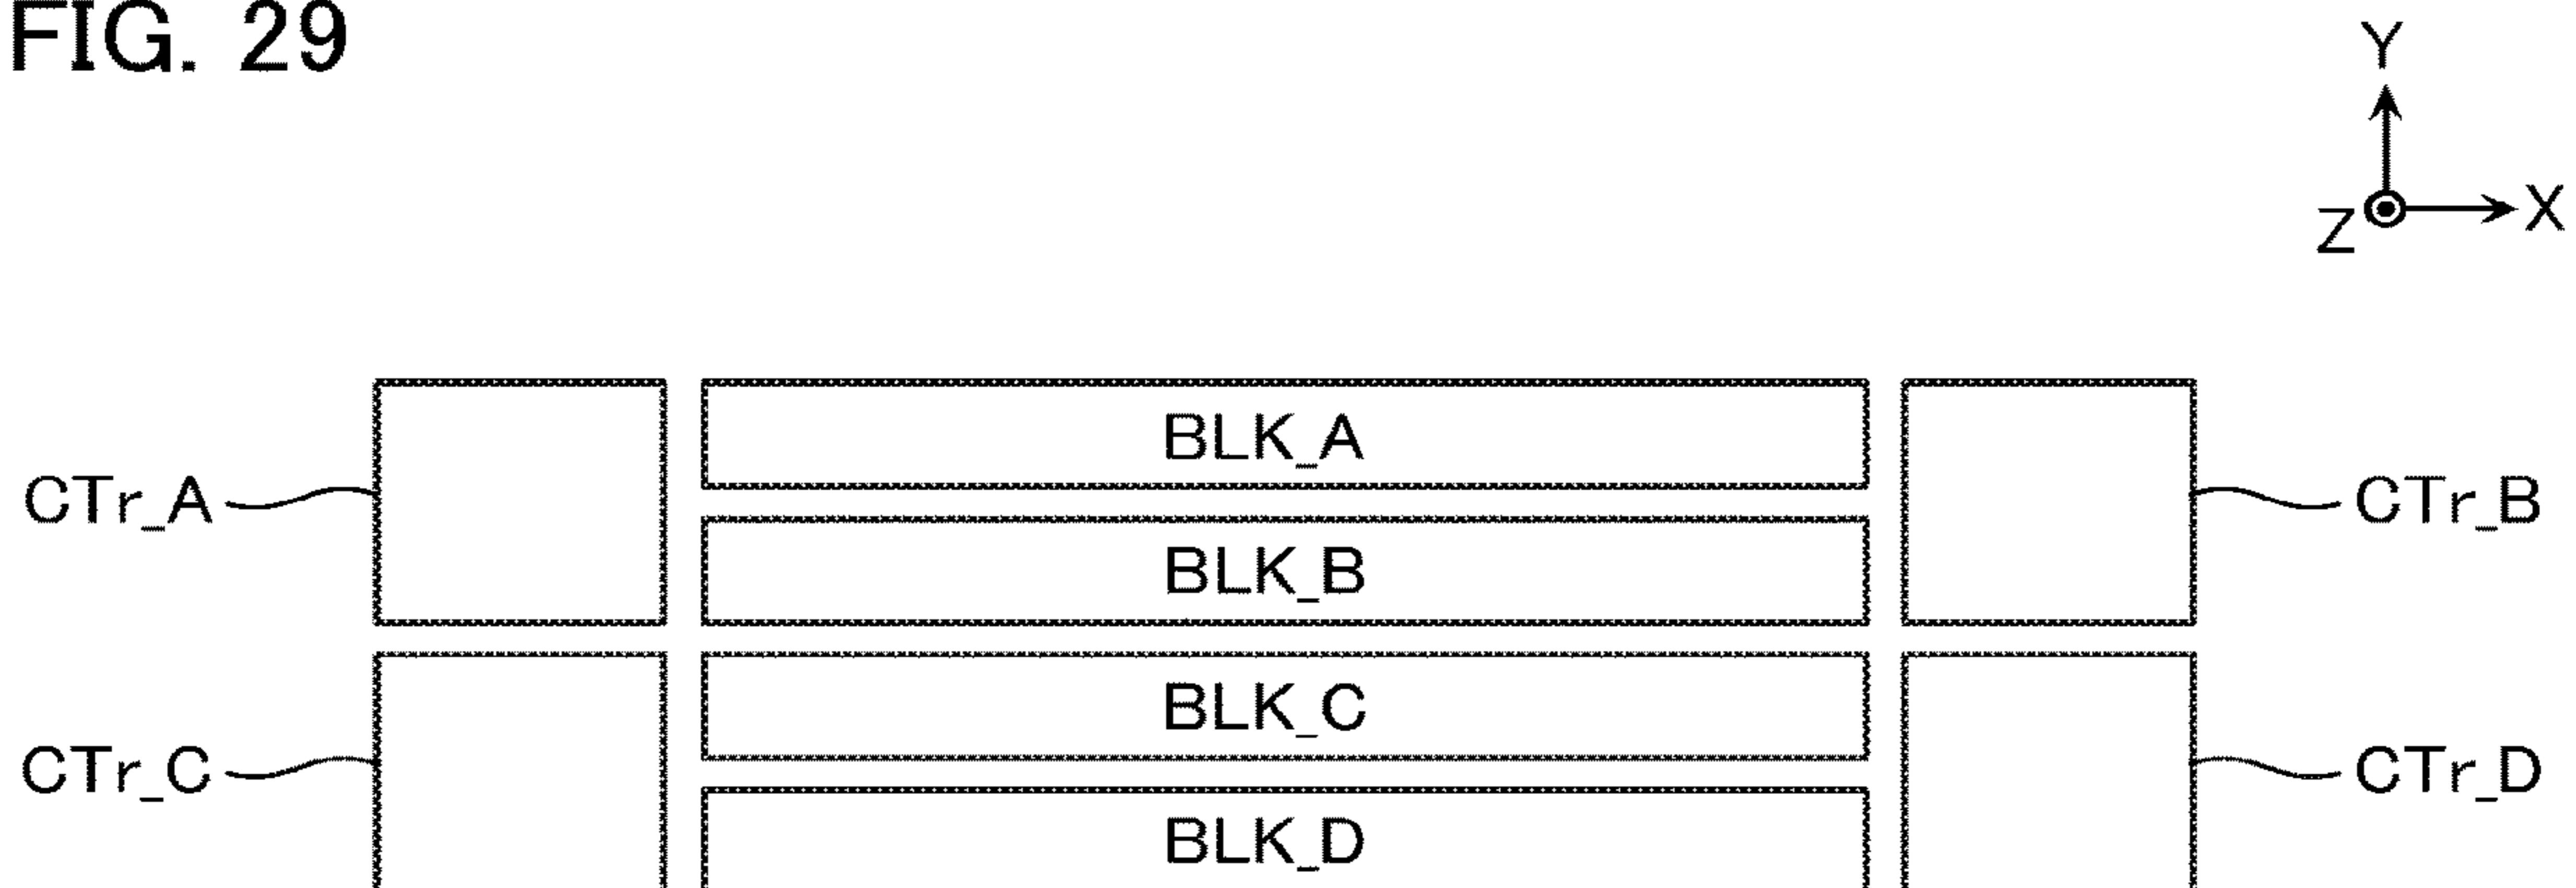 FIG. 29
Y
Z X
BLK_A
CTr_A CTr_B
BLK_B
BLK_C
CTr_C CTr_D
BLK_D